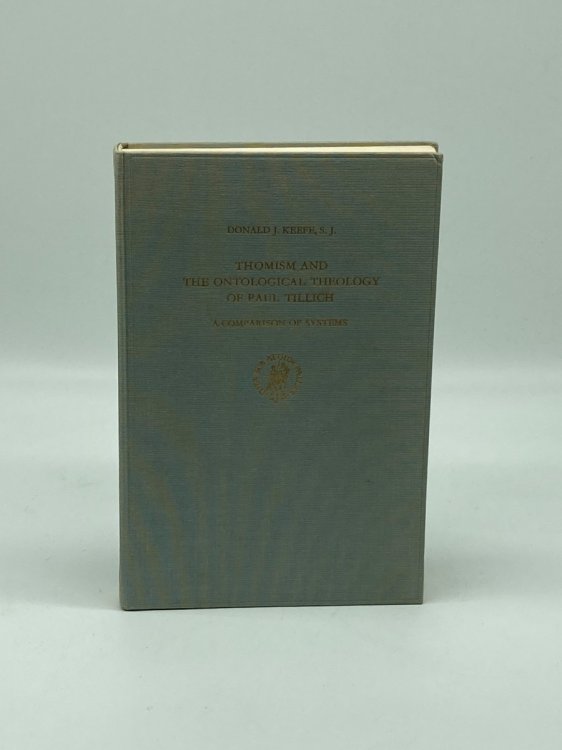 DONALD J. KEEFE, S. J.
THOMISM AND
THE ONTOLOGICAL THEOLOGY
OF PAUL TILLICH
A COMPARISON OF SYSTEMS